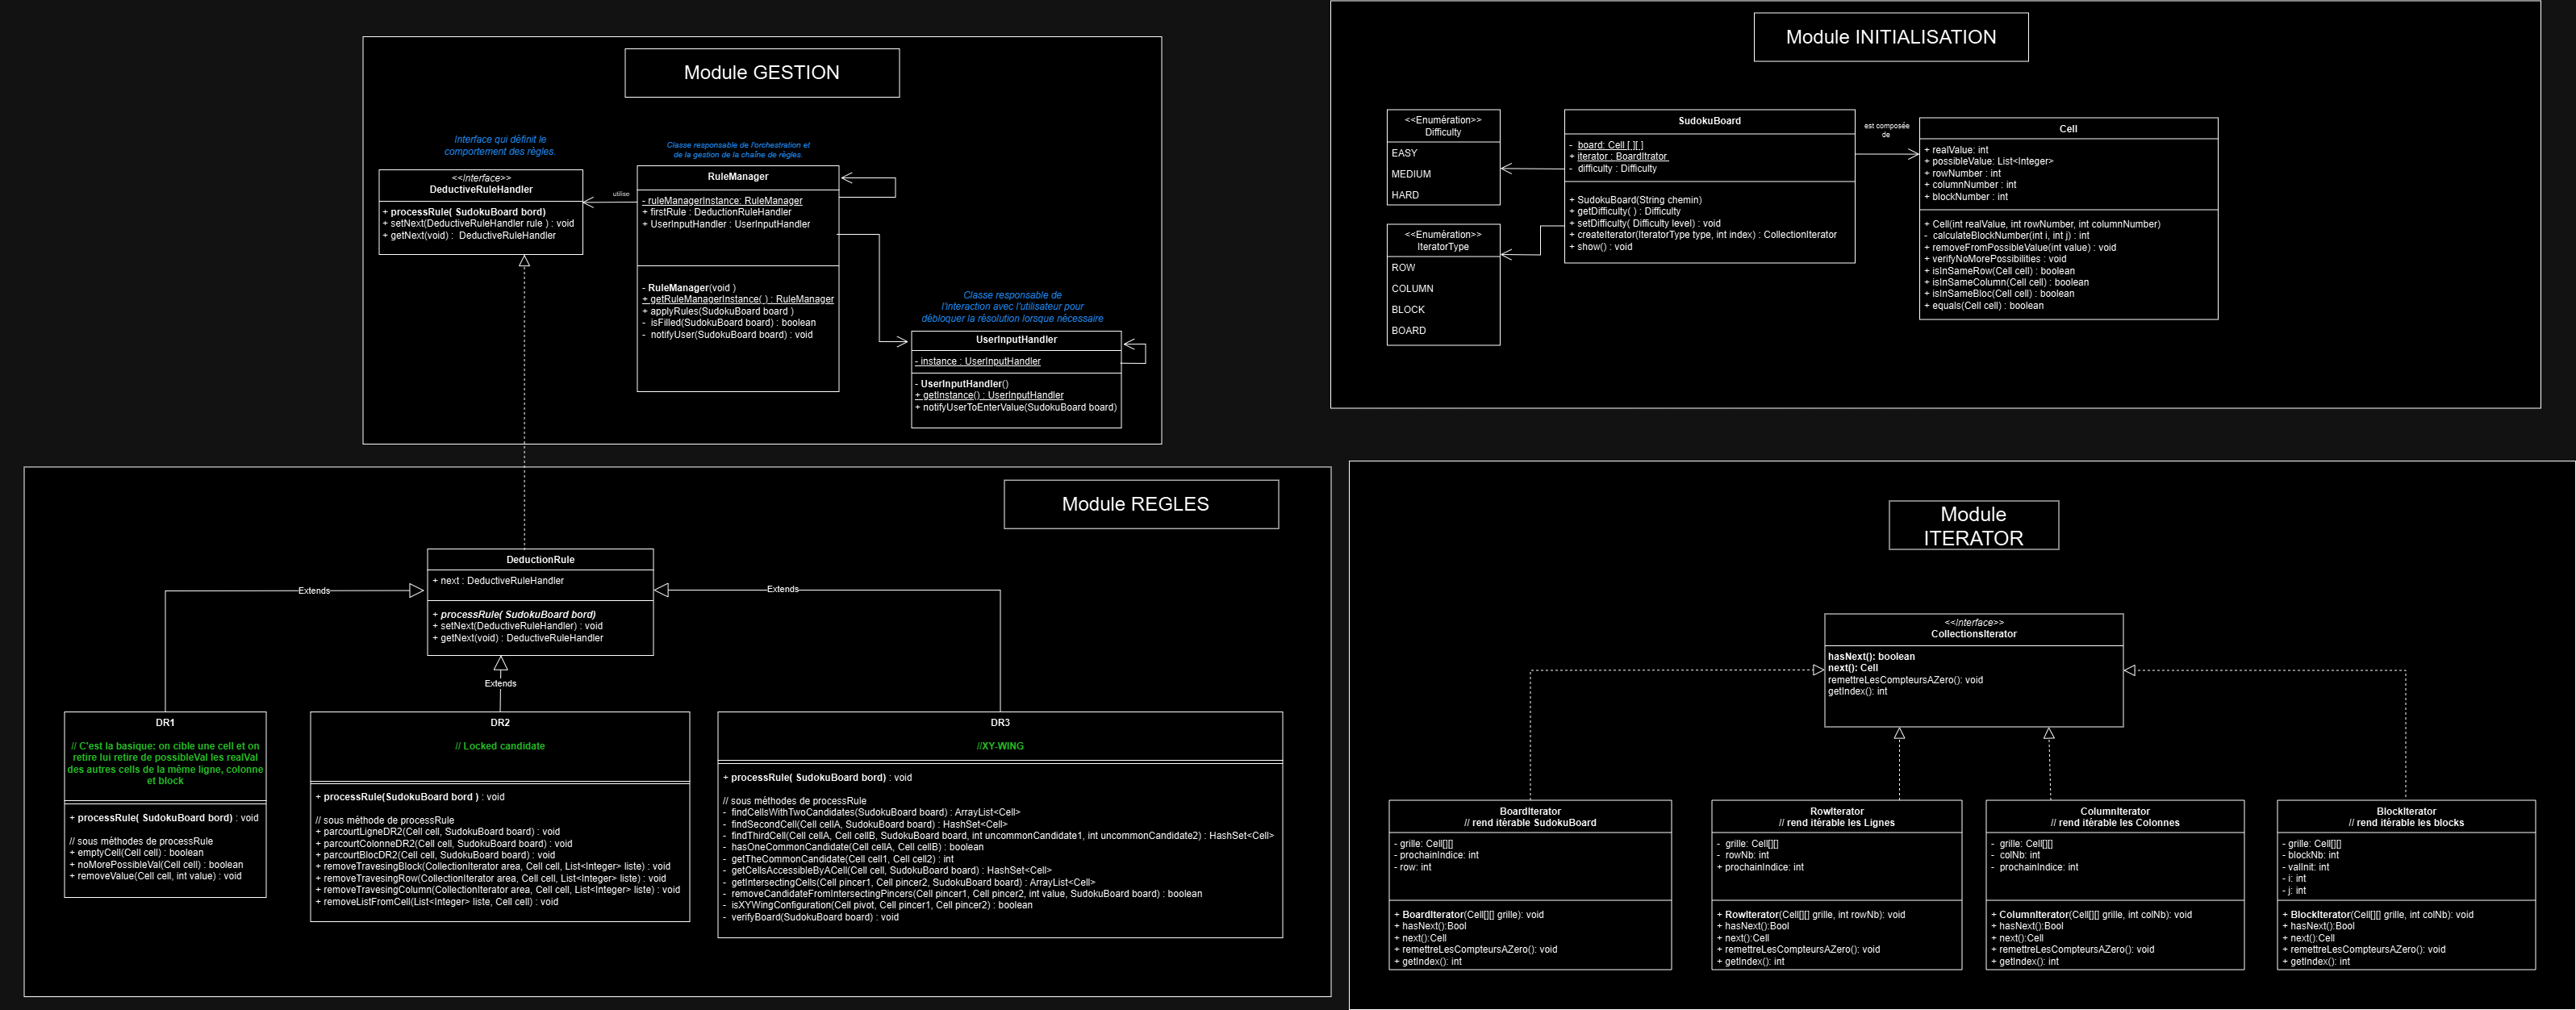 Module GESTION
Interface qui définit le
comportement des règles.
<<Interface>>
DeductiveRuleHandler
+ processRule( SudokuBoard bord)
+ setNext(DeductiveRuleHandler rule ) : void
+ getNext(void) : DeductiveRuleHandler
utilise
Classe responsable de l'orchestration et
de la gestion de la chaîne de règles.
RuleManager
- ruleManagerInstance: RuleManager
+ firstRule : DeductionRuleHandler
+ UserInputHandler : UserInputHandler
- RuleManager(void )
+ getRuleManagerInstance( ) : RuleManager
+ applyRules(SudokuBoard board )
- isFilled(SudokuBoard board) : boolean
- notifyUser(SudokuBoard board) : void
Classe responsable de
l'interaction avec l'utilisateur pour
débloquer la résolution lorsque nécessaire
UserInputHandler
- instance : UserInputHandler
- UserInputHandler()
+ getInstance() : UserInputHandler
+ notifyUserToEnterValue(SudokuBoard board)
Module INITIALISATION
<<Enumération>>
Difficulty
EASY
MEDIUM
HARD
<<Enumération>>
IteratorType
ROW
COLUMN
BLOCK
BOARD
SudokuBoard
- board: Cell [ ][ ]
+ iterator : BoardItrator
- difficulty : Difficulty
+ SudokuBoard(String chemin)
+ getDifficulty( ) : Difficulty
+ setDifficulty( Difficulty level) : void
+ createIterator(IteratorType type, int index) : CollectionIterator
+ show() : void
est composée
de
Cell
+ realValue: int
+ possibleValue: List<Integer>
+ rowNumber : int
+ columnNumber : int
+ blockNumber : int
+ Cell(int realValue, int rowNumber, int columnNumber)
- calculateBlockNumber(int i, int j) : int
+ removeFromPossibleValue(int value) : void
+ verifyNoMorePossibilities : void
+ isInSameRow(Cell cell) : boolean
+ isInSameColumn(Cell cell) : boolean
+ isInSameBloc(Cell cell) : boolean
+ equals(Cell cell) : boolean
Module REGLES
DeductionRule
+ next : DeductiveRuleHandler
+ processRule( SudokuBoard bord)
+ setNext(DeductiveRuleHandler) : void
+ getNext(void) : DeductiveRuleHandler
Extends
Extends
Extends
DR1
// C'est la basique: on cible une cell et on
retire lui retire de possibleVal les realVal
des autres cells de la même ligne, colonne
et block
+ processRule( SudokuBoard bord) : void
// sous méthodes de processRule
+ emptyCell(Cell cell) : boolean
+ noMorePossibleVal(Cell cell) : boolean
+ removeValue(Cell cell, int value) : void
DR2
// Locked candidate
+ processRule(SudokuBoard bord ) : void
// sous méthode de processRule
+ parcourtLigneDR2(Cell cell, SudokuBoard board) : void
+ parcourtColonneDR2(Cell cell, SudokuBoard board) : void
+ parcourtBlocDR2(Cell cell, SudokuBoard board) : void
+ removeTravesingBlock(CollectionIterator area, Cell cell, List<Integer> liste) : void
+ removeTravesingRow(CollectionIterator area, Cell cell, List<Integer> liste) : void
+ removeTravesingColumn(CollectionIterator area, Cell cell, List<Integer> liste) : void
+ removeListFromCell(List<Integer> liste, Cell cell) : void
DR3
//XY-WING
+ processRule( SudokuBoard bord) : void
// sous méthodes de processRule
- findCellsWithTwoCandidates(SudokuBoard board) : ArrayList<Cell>
- findSecondCell(Cell cellA, SudokuBoard board) : HashSet<Cell>
- findThirdCell(Cell cellA, Cell cellB, SudokuBoard board, int uncommonCandidate1, int uncommonCandidate2) : HashSet<Cell>
- hasOneCommonCandidate(Cell cellA, Cell cellB) : boolean
- getTheCommonCandidate(Cell cell1, Cell cell2) : int
- getCellsAccessibleByACell(Cell cell, SudokuBoard board) : HashSet<Cell>
- getIntersectingCells(Cell pincer1, Cell pincer2, SudokuBoard board) : ArrayList<Cell>
- removeCandidateFromIntersectingPincers(Cell pincer1, Cell pincer2, int value, SudokuBoard board) : boolean
- isXYWingConfiguration(Cell pivot, Cell pincer1, Cell pincer2) : boolean
- verifyBoard(SudokuBoard board) : void
Module
ITERATOR
<<Interface>>
CollectionsIterator
hasNext(): boolean
next(): Cell
remettreLesCompteursAZero(): void
getIndex(): int
BoardIterator
// rend itérable SudokuBoard
- grille: Cell[][]
- prochainIndice: int
- row: int
+ BoardIterator(Cell[][] grille): void
+ hasNext():Bool
+ next():Cell
+ remettreLesCompteursAZero(): void
+ getIndex(): int
RowIterator
// rend itérable les Lignes
- grille: Cell[][]
- rowNb: int
+ prochainIndice: int
+ RowIterator(Cell[][] grille, int rowNb): void
+ hasNext():Bool
+ next():Cell
+ remettreLesCompteursAZero(): void
+ getIndex(): int
ColumnIterator
// rend itérable les Colonnes
- grille: Cell[][]
- colNb: int
- prochainIndice: int
+ ColumnIterator(Cell[][] grille, int colNb): void
+ hasNext():Bool
+ next():Cell
+ remettreLesCompteursAZero(): void
+ getIndex(): int
BlockIterator
// rend itérable les blocks
- grille: Cell[][]
- blockNb: int
- valInit: int
- i: int
- j: int
+ BlockIterator(Cell[][] grille, int colNb): void
+ hasNext():Bool
+ next():Cell
+ remettreLesCompteursAZero(): void
+ getIndex(): int